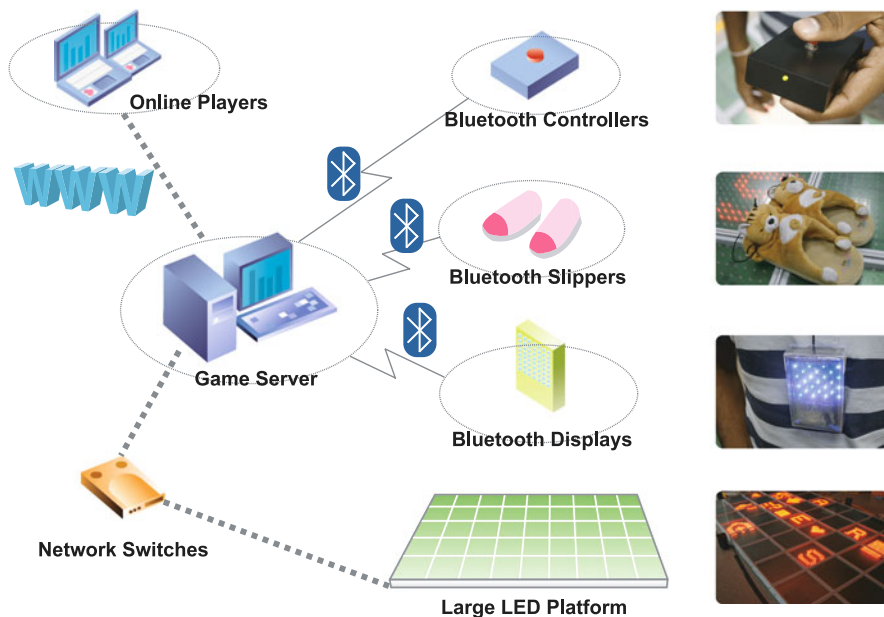 Online Players
Bluetooth Controllers
WWW
Bluetooth Slippers
Game Server
Bluetooth Displays
Network Switches
Large LED Platform